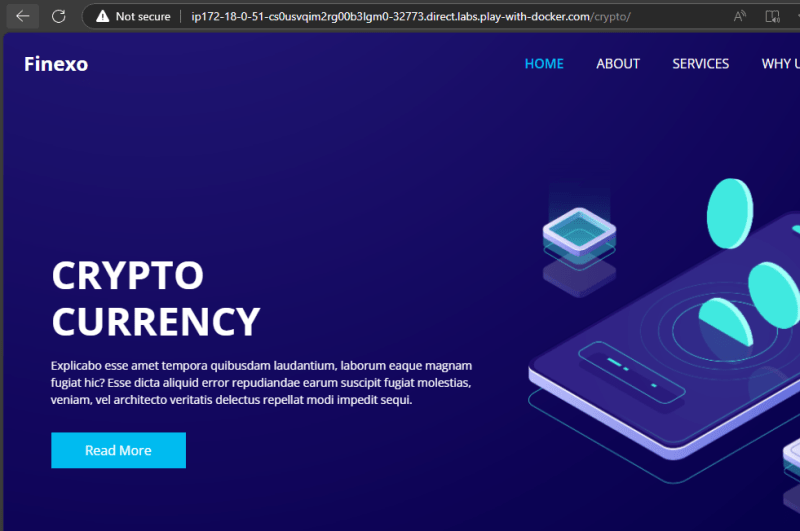 Not secure
ip172-18-0-51-cs0usvqim2rg00b3lgm0-32773.direct.labs.play-with-docker.com/crypto/
Finexo
HOME
ABOUT
SERVICES
WHY U
CRYPTO
CURRENCY
Explicabo esse amet tempora quibusdam laudantium, laborum eaque magnam
fugiat hic? Esse dicta aliquid error repudiandae earum suscipit fugiat molestias,
veniam, vel architecto veritatis delectus repellat modi impedit sequi.
Read More